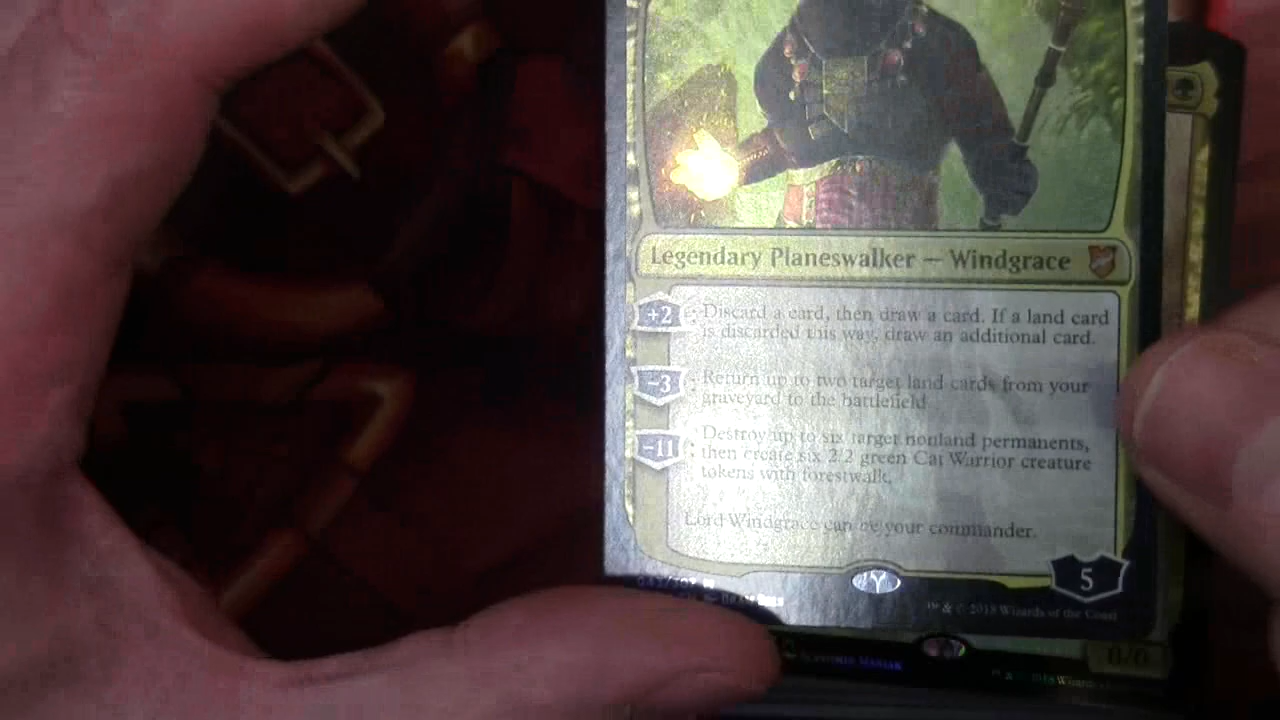 Legendary Planeswalker — Windgrace
+2
: Discard a card, then draw a card. If a land card
is discarded this way, draw an additional card.
−3
: Return up to two target land cards from your
graveyard to the battlefield
−11
: Destroy up to six target nonland permanents,
then create six 2/2 green Cat Warrior creature
tokens with forestwalk.
Lord Windgrace can be your commander.
5
™ & © 2018 Wizards of the Coast
0/0